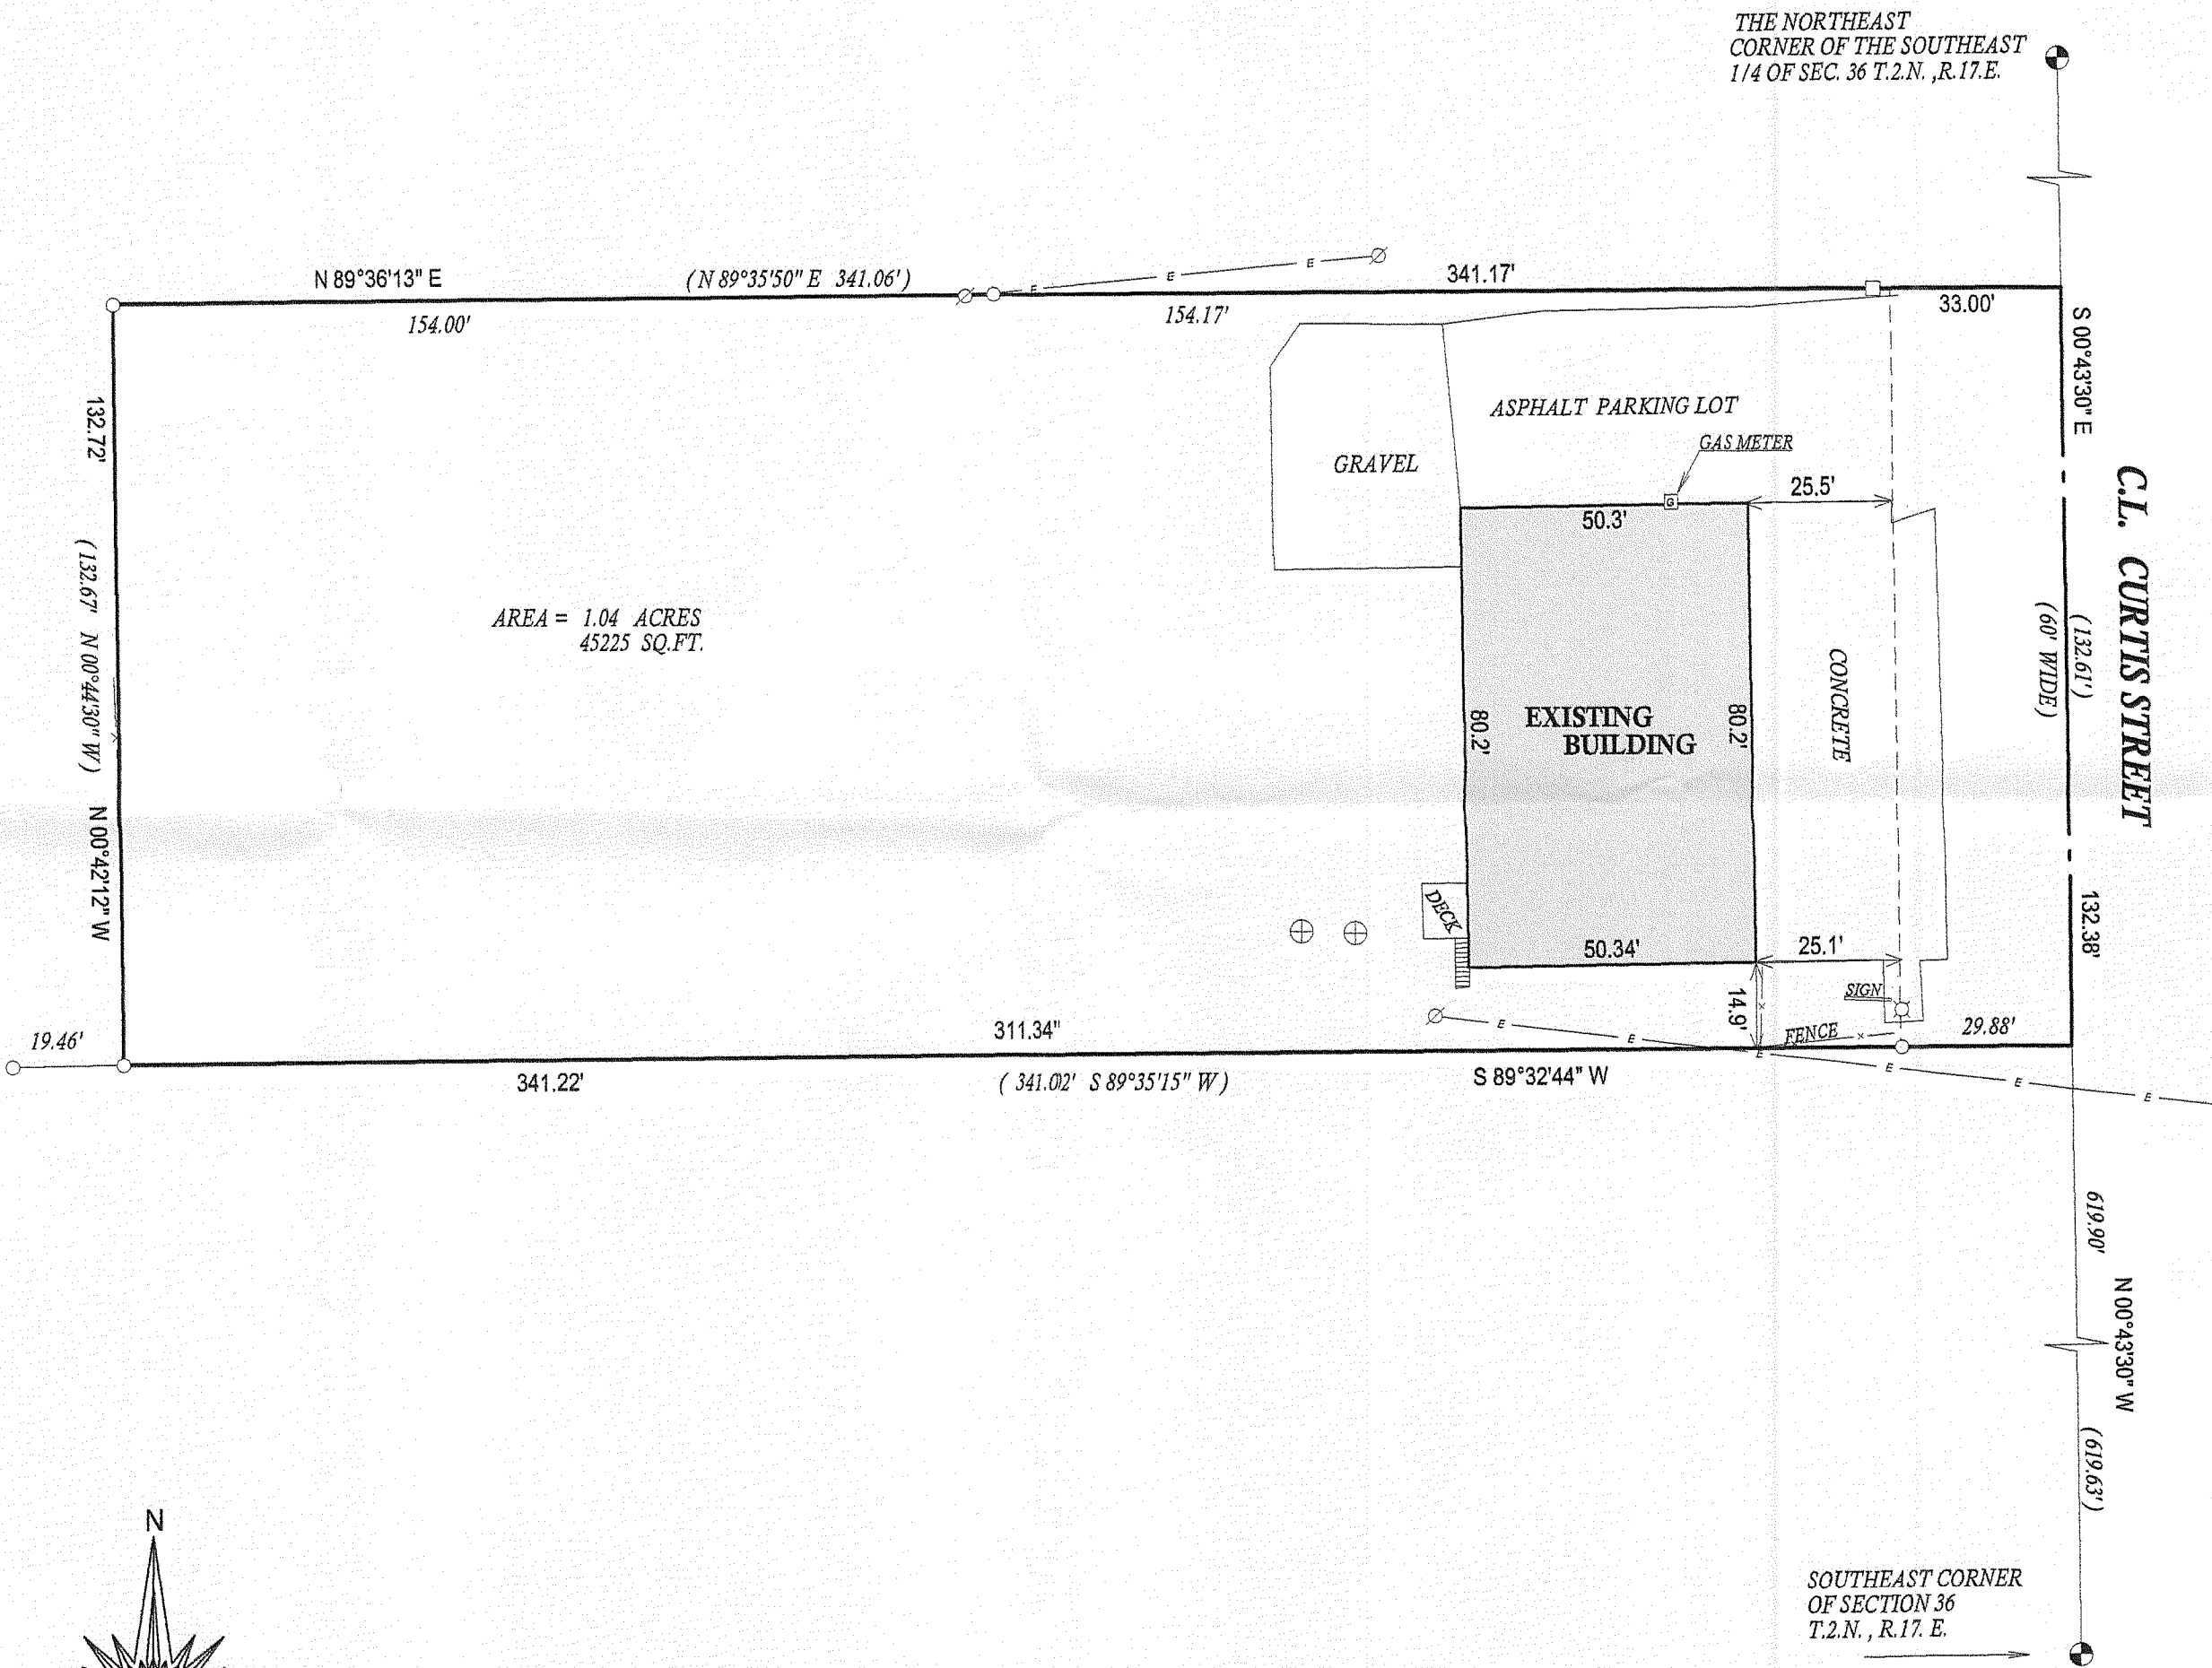 THE NORTHEAST
CORNER OF THE SOUTHEAST
1/4 OF SEC. 36 T.2.N. ,R.17.E.
N 89°36'13" E
(N 89°35'50" E 341.06')
E
E
E
341.17'
154.00'
154.17'
33.00'
S 00°43'30" E
132.72'
(132.67' N 00°44'30" W)
N 00°42'12" W
ASPHALT PARKING LOT
GAS METER
G
GRAVEL
25.5'
50.3'
C.L. CURTIS STREET
(132.61')
(60' WIDE)
AREA = 1.04 ACRES
45225 SQ.FT.
80.2'
EXISTING
BUILDING
80.2'
CONCRETE
DECK
50.34'
25.1'
132.38'
14.9'
SIGN
FENCE
29.88'
E
E
E
E
E
E
19.46'
311.34"
341.22'
( 341.02' S 89°35'15" W)
S 89°32'44" W
619.90'
N 00°43'30" W
(619.63')
N
SOUTHEAST CORNER
OF SECTION 36
T.2.N. , R.17. E.